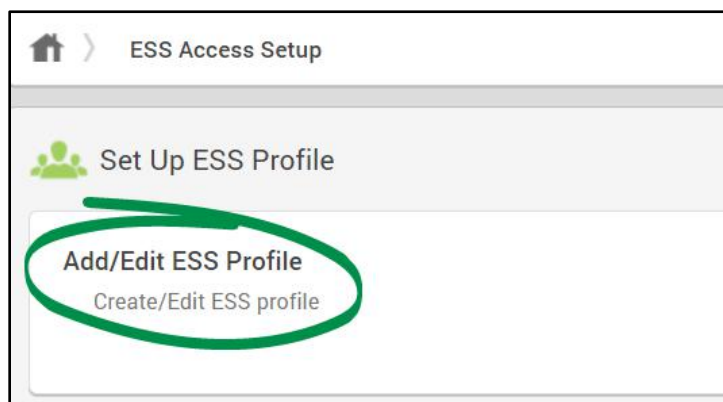 ESS Access Setup
Set Up ESS Profile
Add/Edit ESS Profile
Create/Edit ESS profile